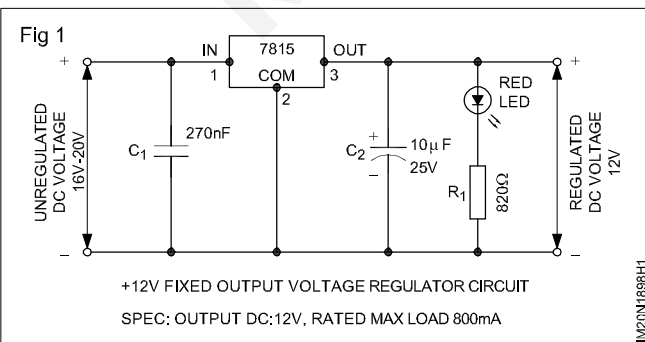 Fig 1
IN
7815
OUT
1
COM
3
2
+
+
RED
LED
270nF
C1
+
C2
10µF
25V
–
R1
820Ω
UNREGULATED
DC VOLTAGE
16V-20V
REGULATED
DC VOLTAGE
12V
–
–
+12V FIXED OUTPUT VOLTAGE REGULATOR CIRCUIT
SPEC: OUTPUT DC:12V, RATED MAX LOAD 800mA
IM20N1898H1